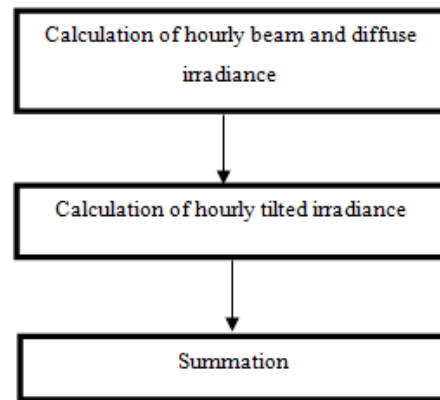 Calculation of hourly beam and diffuse
irradiance
Calculation of hourly tilted irradiance
Summation